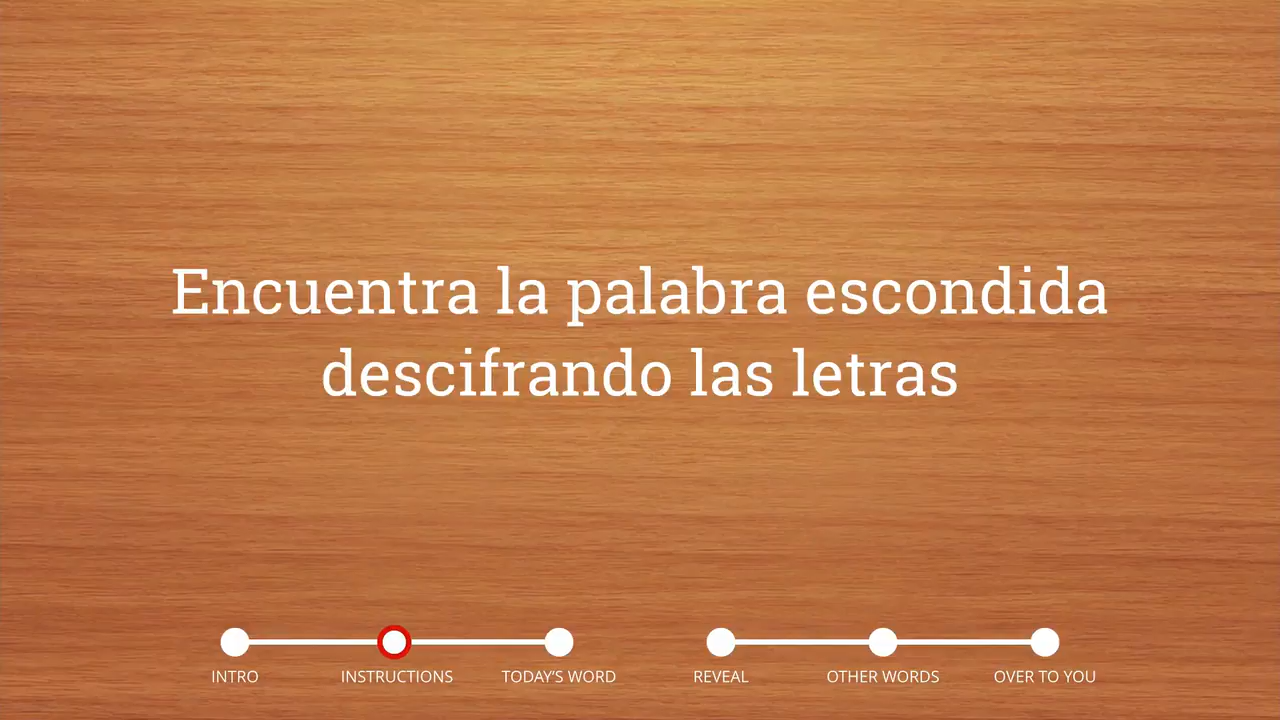 Encuentra la palabra escondida
descifrando las letras
INTRO INSTRUCTIONS TODAY'S WORD REVEAL OTHER WORDS OVER TO YOU